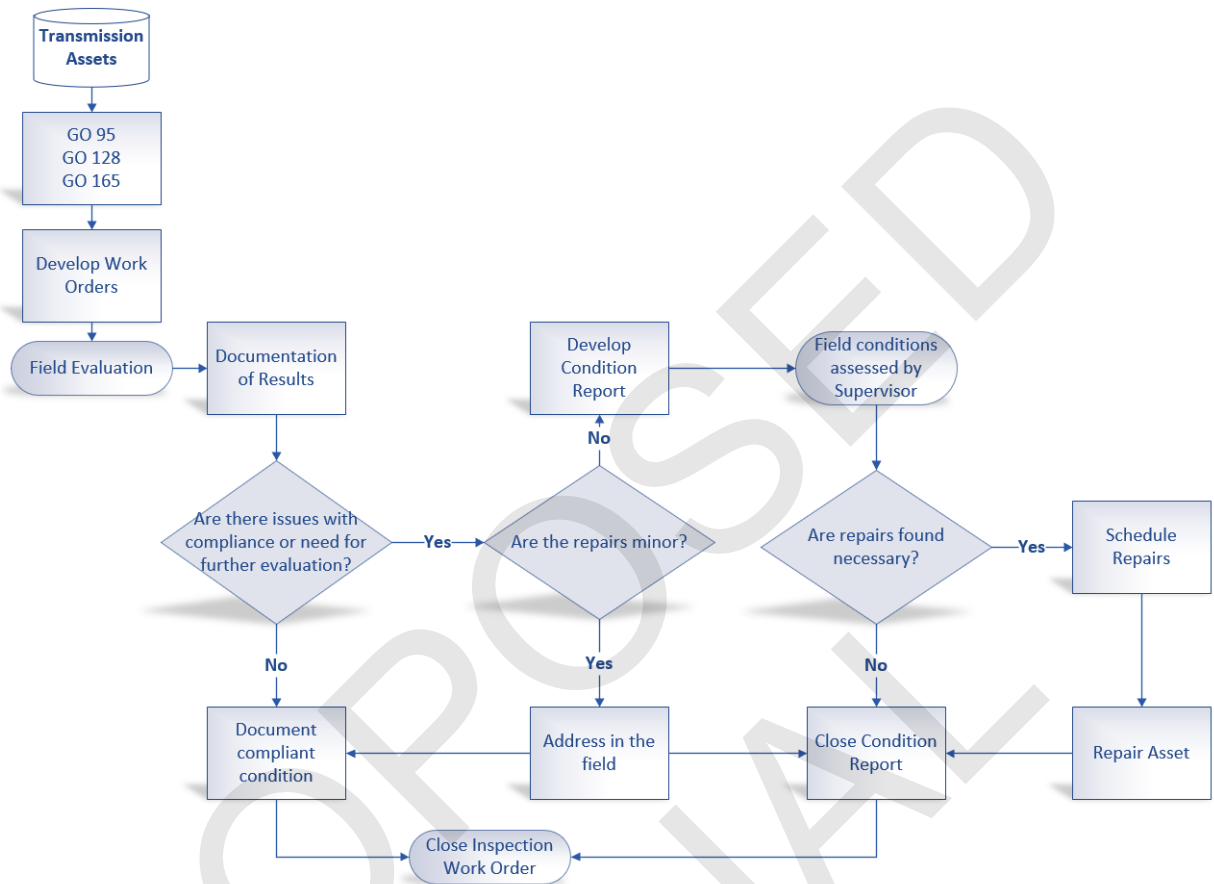 Transmission
Assets
GO 95
GO 128
GO 165
Develop Work
Orders
Field Evaluation
Documentation
of Results
Develop
Condition
Report
Field conditions
assessed by
Supervisor
No
Are there issues with
compliance or need for
further evaluation?
Yes
Are the repairs minor?
Are repairs found
necessary?
Yes
Schedule
Repairs
No
Yes
No
Document
compliant
condition
Address in the
field
Close Condition
Report
Repair Asset
Close Inspection
Work Order
OPOSED
IAL